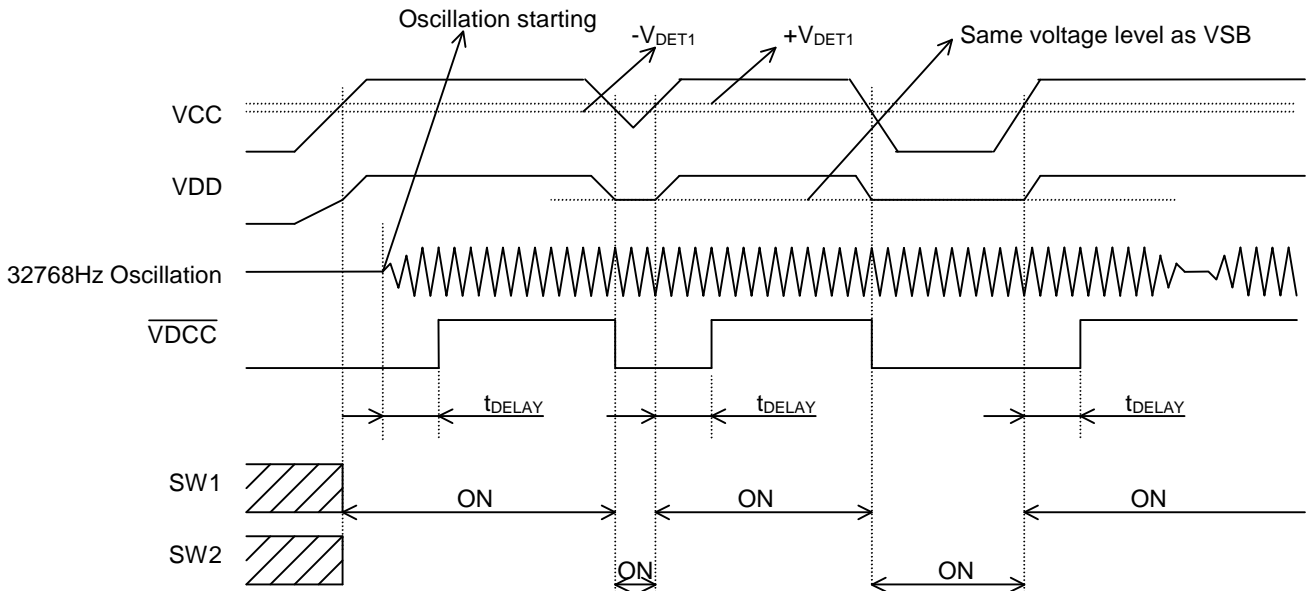 Oscillation starting
-VDET1
+VDET1
Same voltage level as VSB
VCC
VDD
32768Hz Oscillation
VDCC
tDELAY
tDELAY
tDELAY
SW1
ON
ON
ON
SW2
ON
ON